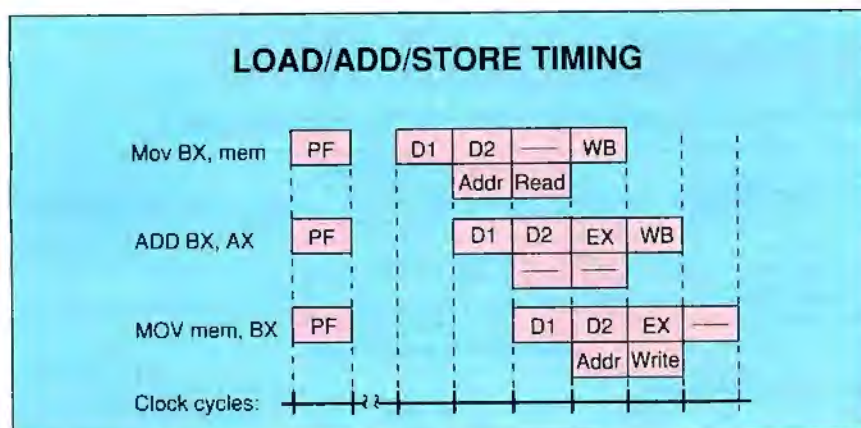 LOAD/ADD/STORE TIMING
Mov BX, mem PF D1 D2 — WB
Addr Read
ADD BX, AX PF D1 D2 EX WB
— —
MOV mem, BX PF D1 D2 EX —
Addr Write
Clock cycles: